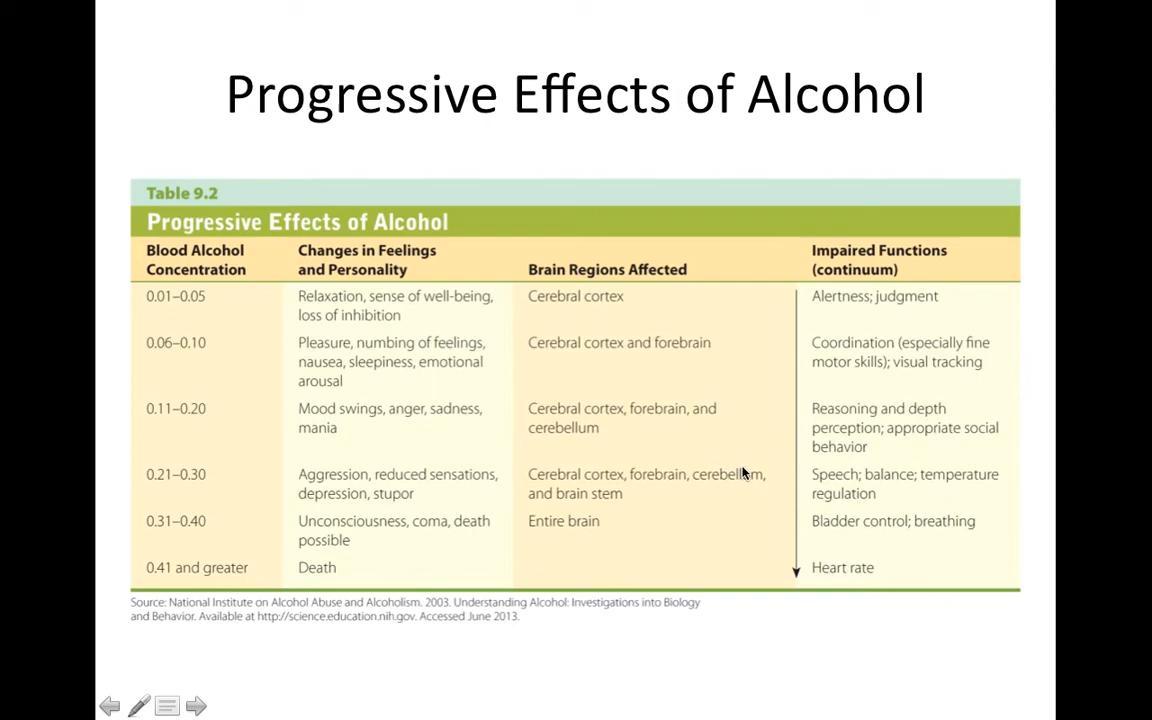 Progressive Effects of Alcohol
Table 9.2
Progressive Effects of Alcohol
Blood Alcohol
Concentration
Changes in Feelings
and Personality
Brain Regions Affected
Impaired Functions
(continuum)
0.01–0.05
Relaxation, sense of well-being,
loss of inhibition
Cerebral cortex
Alertness; judgment
0.06–0.10
Pleasure, numbing of feelings,
nausea, sleepiness, emotional
arousal
Cerebral cortex and forebrain
Coordination (especially fine
motor skills); visual tracking
0.11–0.20
Mood swings, anger, sadness,
mania
Cerebral cortex, forebrain, and
cerebellum
Reasoning and depth
perception; appropriate social
behavior
0.21–0.30
Aggression, reduced sensations,
depression, stupor
Cerebral cortex, forebrain, cerebellum,
and brain stem
Speech; balance; temperature
regulation
0.31–0.40
Unconsciousness, coma, death
possible
Entire brain
Bladder control; breathing
0.41 and greater
Death
Heart rate
Source: National Institute on Alcohol Abuse and Alcoholism. 2003. Understanding Alcohol: Investigations into Biology
and Behavior. Available at http://science.education.nih.gov. Accessed June 2013.